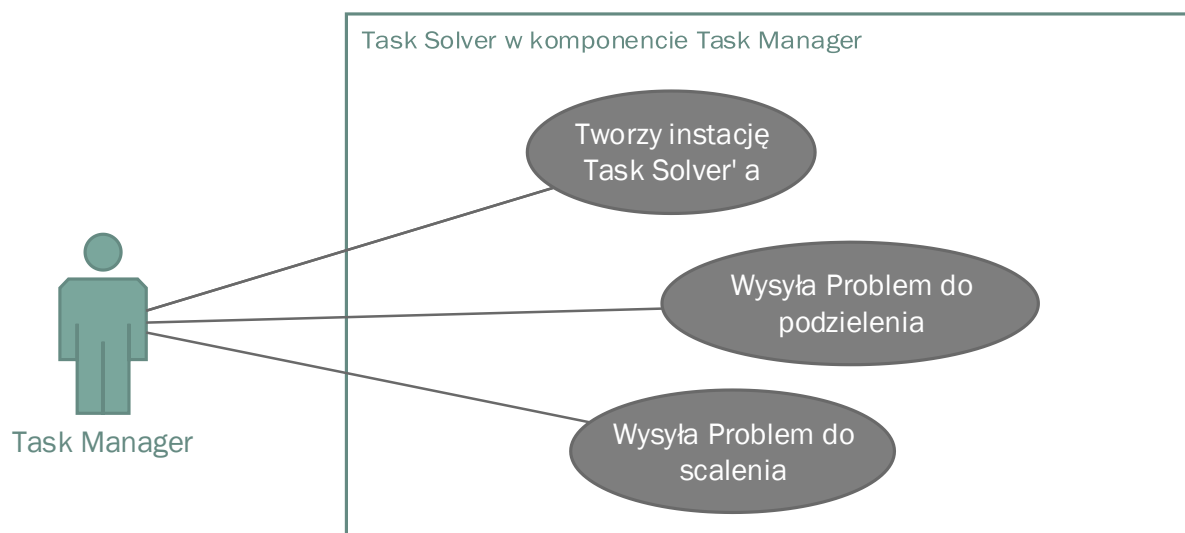 Task Solver w komponencie Task Manager
Tworzy instację
Task Solver' a
Wysyła Problem do
podzielenia
Task Manager
Wysyła Problem do
scalenia